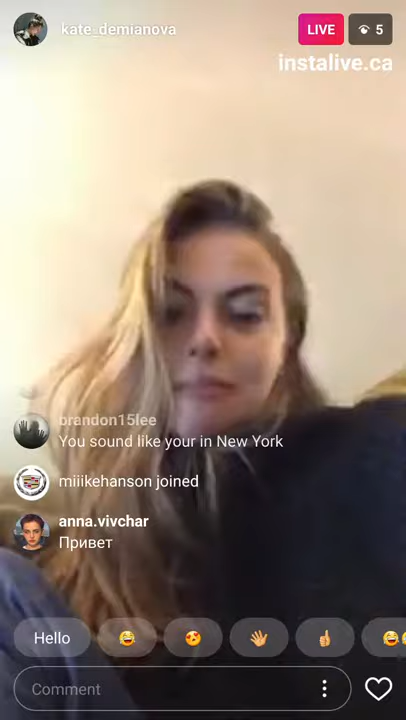 kate_demianova
LIVE
5
instalive.ca
brandon15lee
You sound like your in New York
miiikehanson joined
anna.vivchar
Привет
Hello
Comment